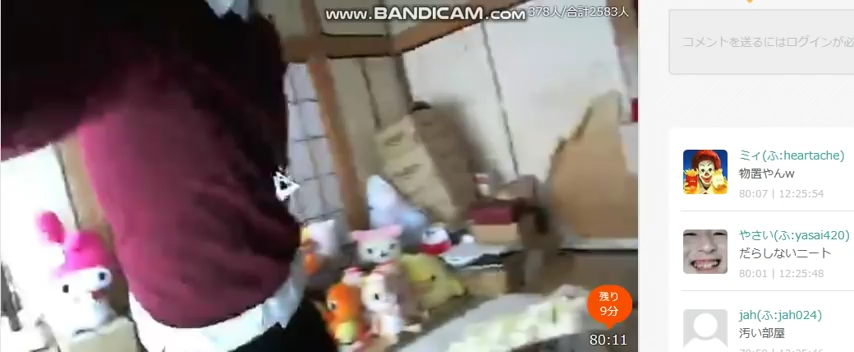 www.BANDICAM.com 378人/合計2583人
残り
9分
80:11
コメントを送るにはログインが必
ミィ(ふ:heartache)
物置やんw
80:07 | 12:25:54
やさい(ふ:yasai420)
だらしないニート
80:01 | 12:25:48
jah(ふ:jah024)
汚い部屋